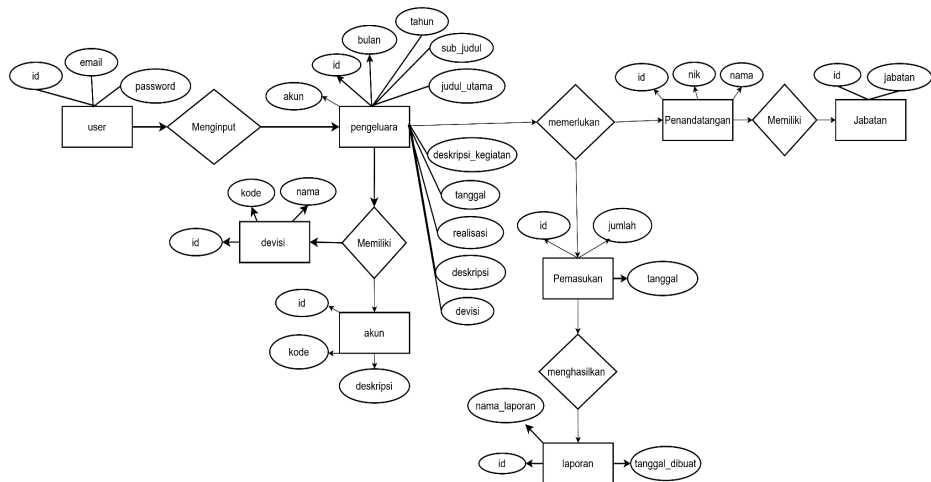 tahun
bulan
sub_judul
id
judul_utama
akun
email
id
password
user
Menginput
pengeluara
memerlukan
id
nik
nama
Penandatangan
Memiliki
id
jabatan
Jabatan
deskripsi_kegiatan
tanggal
realisasi
deskripsi
devisi
kode
nama
id
devisi
Memiliki
id
akun
kode
deskripsi
id
jumlah
Pemasukan
tanggal
menghasilkan
nama_laporan
id
laporan
tanggal_dibuat